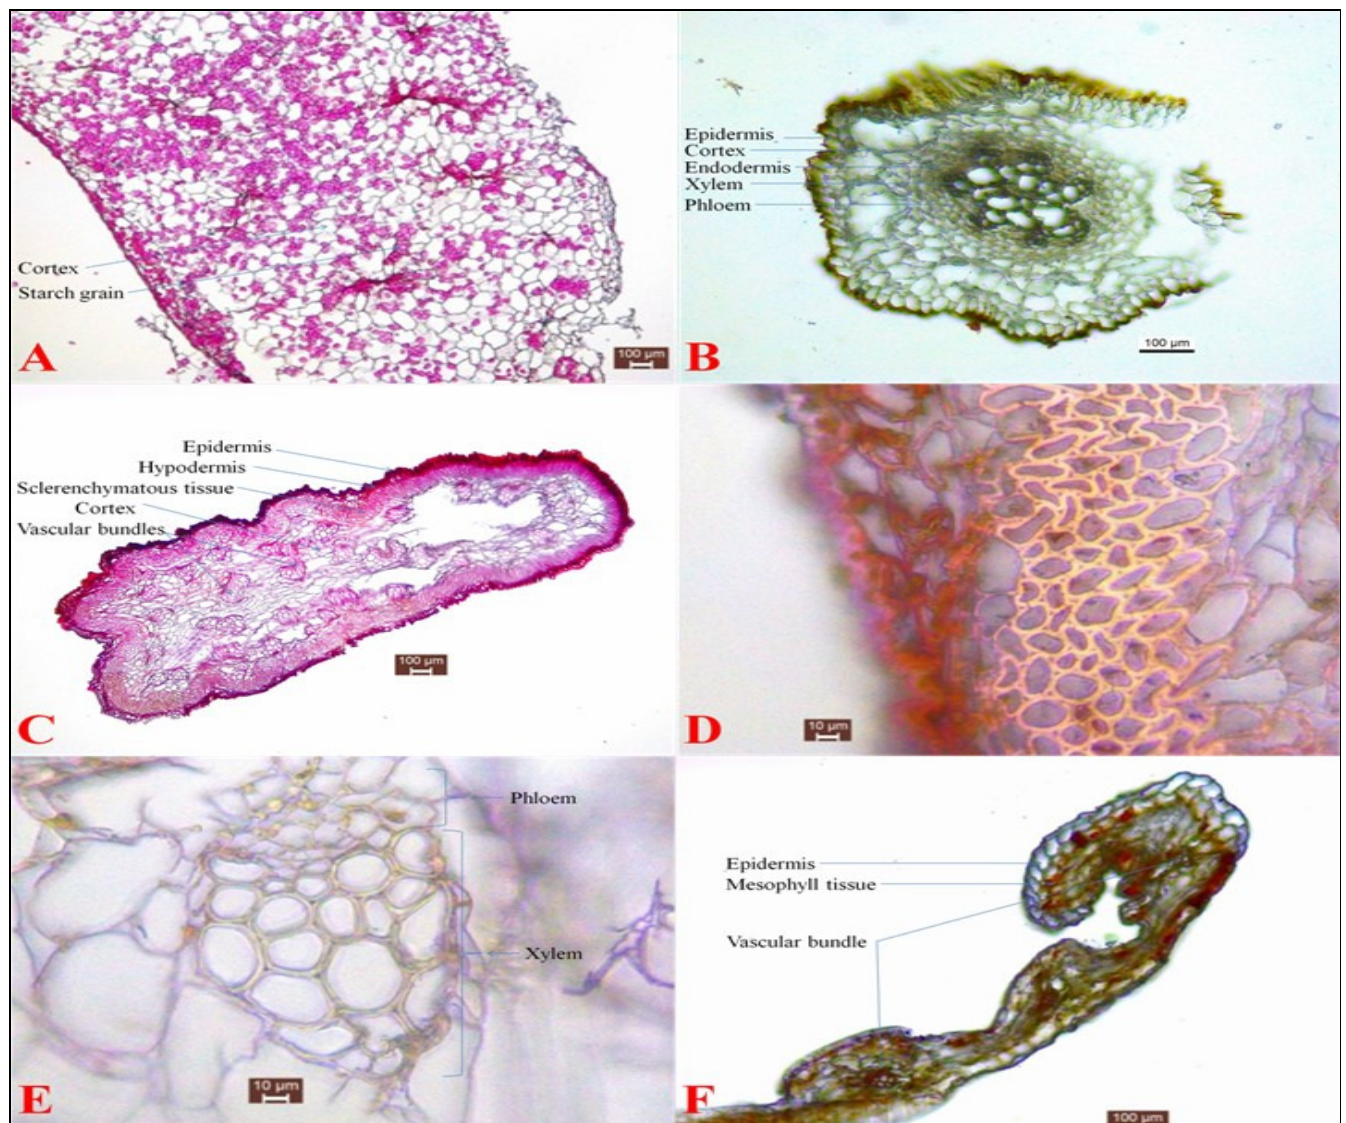 Cortex
Starch grain
A
100 µm
Epidermis
Cortex
Endodermis
Xylem
Phloem
B
100 µm
Epidermis
Hypodermis
Sclerenchymatous tissue
Cortex
Vascular bundles
C
100 µm
D
10 µm
Phloem
Xylem
E
10 µm
Epidermis
Mesophyll tissue
Vascular bundle
F
100 µm